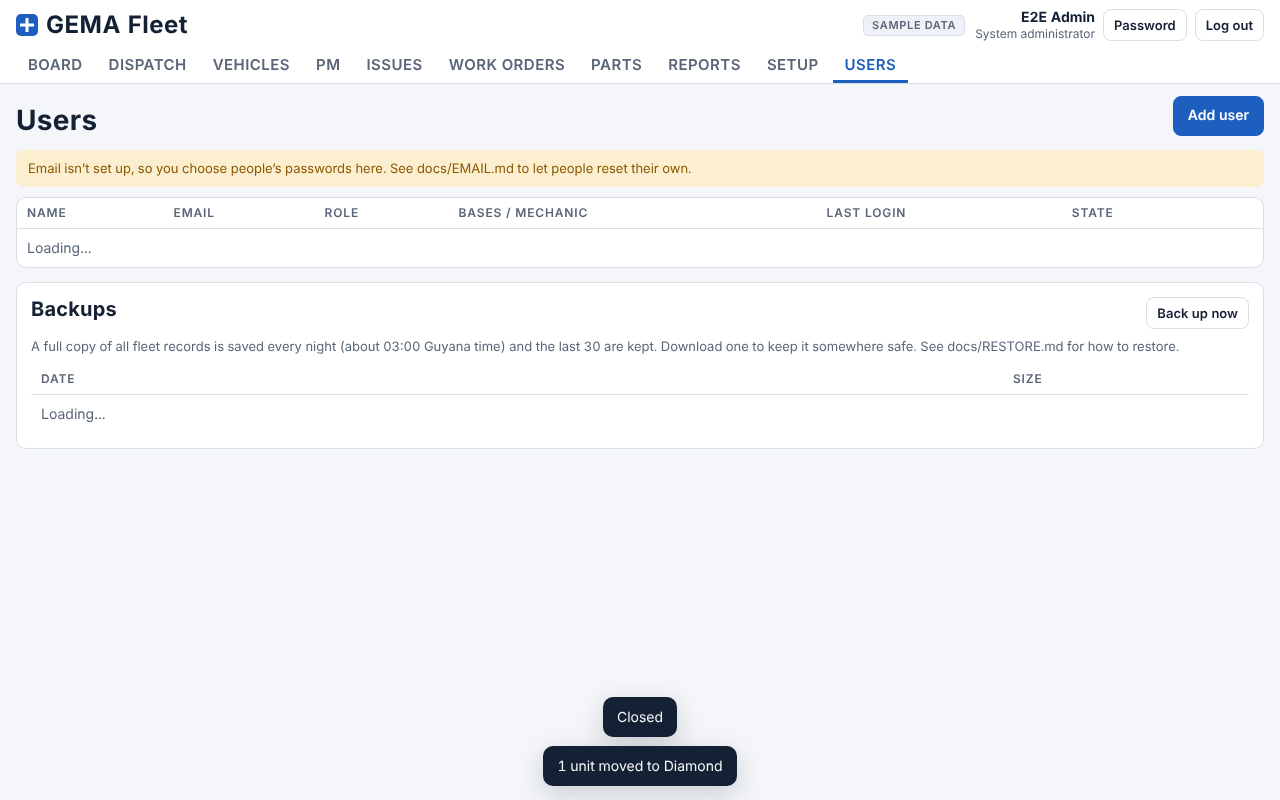 GEMA Fleet
SAMPLE DATA
E2E Admin
System administrator
Password
Log out
BOARD
DISPATCH
VEHICLES
PM
ISSUES
WORK ORDERS
PARTS
REPORTS
SETUP
USERS
Users
Add user
Email isn’t set up, so you choose people’s passwords here. See docs/EMAIL.md to let people reset their own.
NAME
EMAIL
ROLE
BASES / MECHANIC
LAST LOGIN
STATE
Loading...
Backups
Back up now
A full copy of all fleet records is saved every night (about 03:00 Guyana time) and the last 30 are kept. Download one to keep it somewhere safe. See docs/RESTORE.md for how to restore.
DATE
SIZE
Loading...
Closed
1 unit moved to Diamond